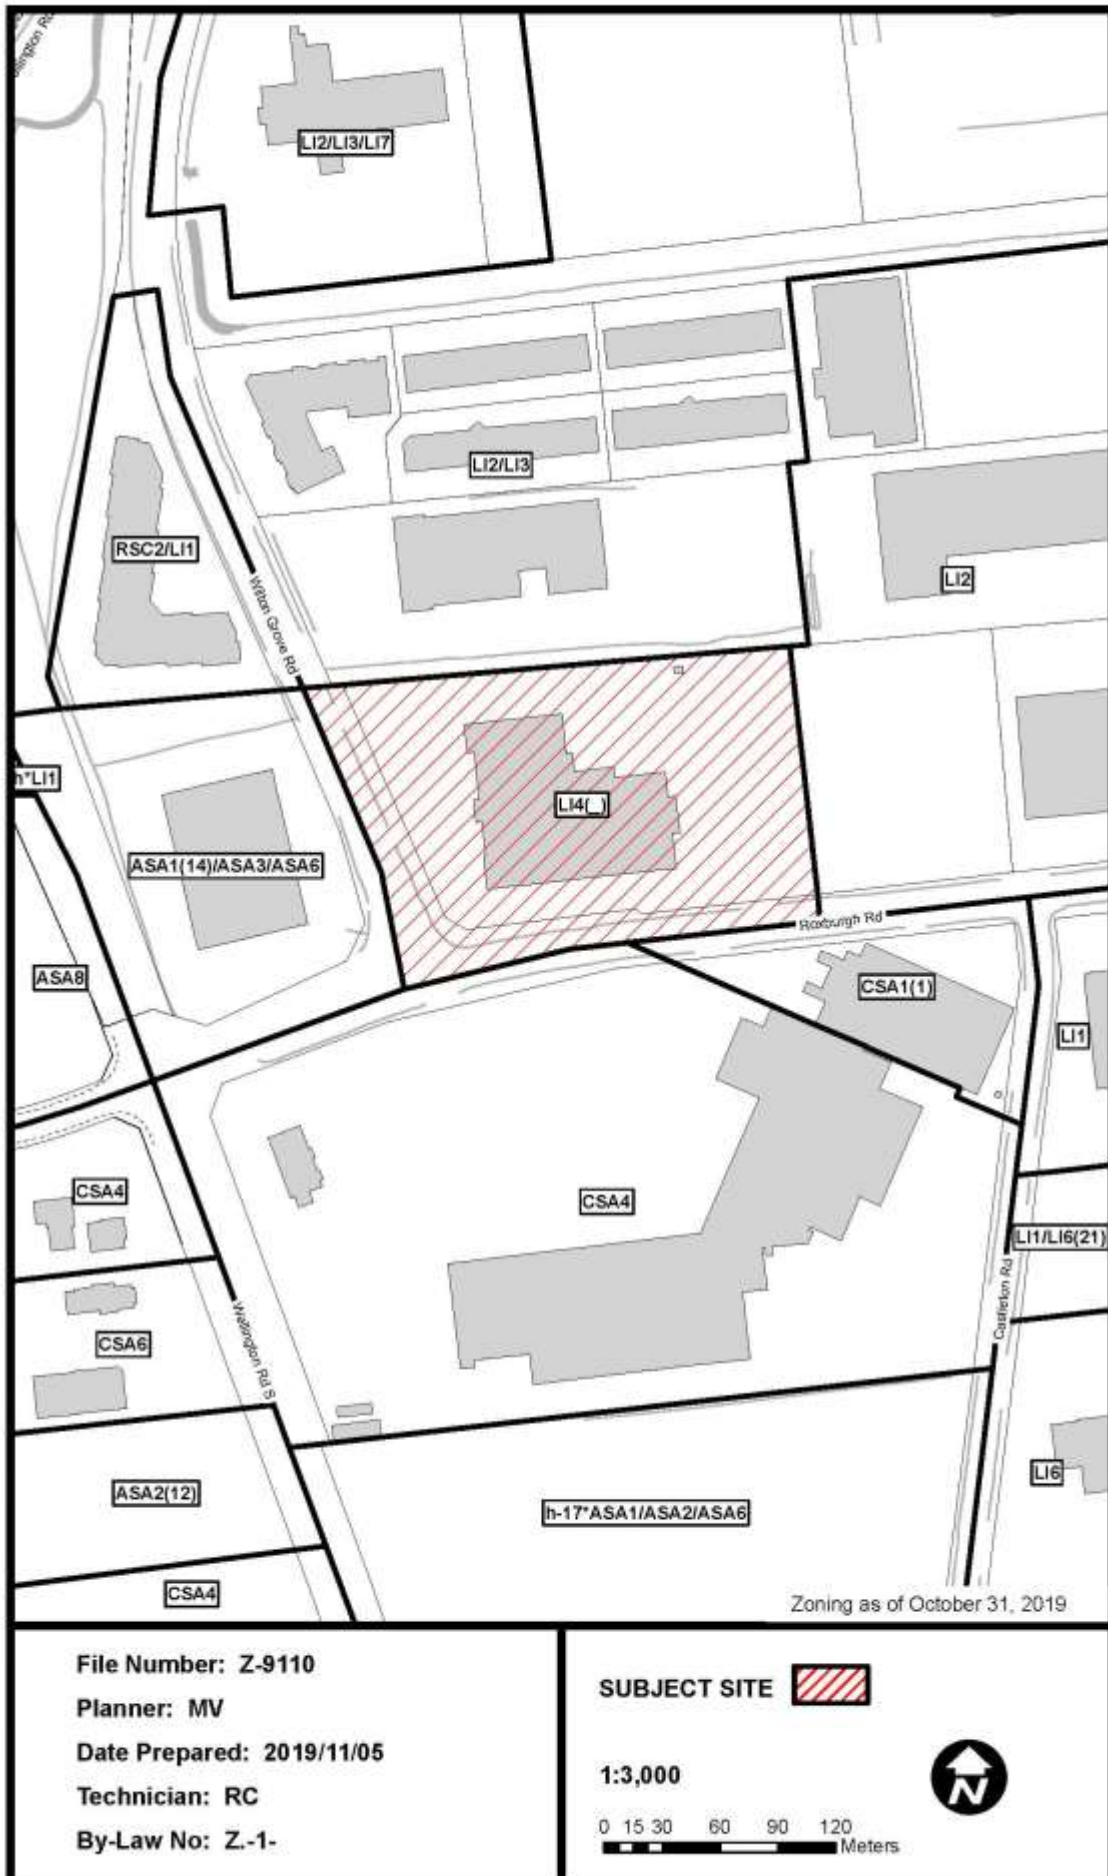 LI2/LI3/LI7
LI2/LI3
RSC2/LI1
LI2
Wilton Grove Rd
h*LI1
LI4(_)
ASA1(14)/ASA3/ASA6
Roxburgh Rd
ASA8
CSA1(1)
LI1
CSA4
CSA4
LI1/LI6(21)
Castleton Rd
CSA6
Wellington Rd S
LI6
ASA2(12)
h-17*ASA1/ASA2/ASA6
CSA4
Zoning as of October 31, 2019
File Number: Z-9110
Planner: MV
Date Prepared: 2019/11/05
Technician: RC
By-Law No: Z.-1-
SUBJECT SITE
1:3,000
N
0 15 30 60 90 120
Meters